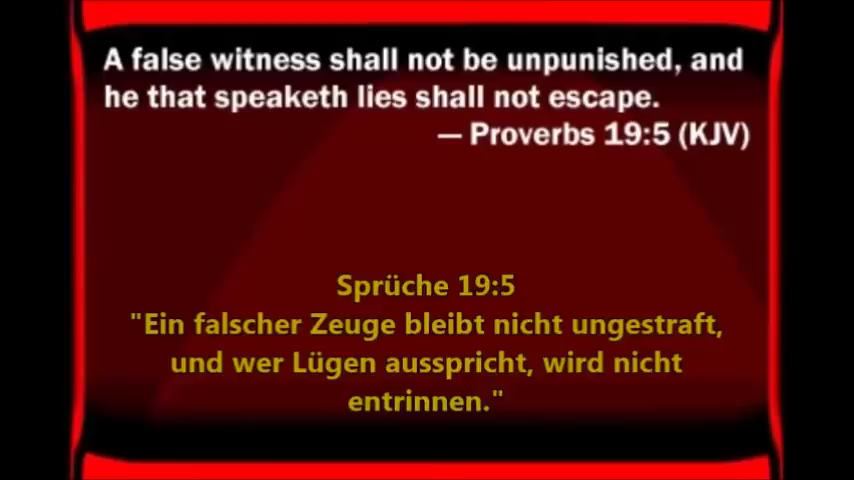 A false witness shall not be unpunished, and
he that speaketh lies shall not escape.
— Proverbs 19:5 (KJV)
Sprüche 19:5
"Ein falscher Zeuge bleibt nicht ungestraft,
und wer Lügen ausspricht, wird nicht
entrinnen."